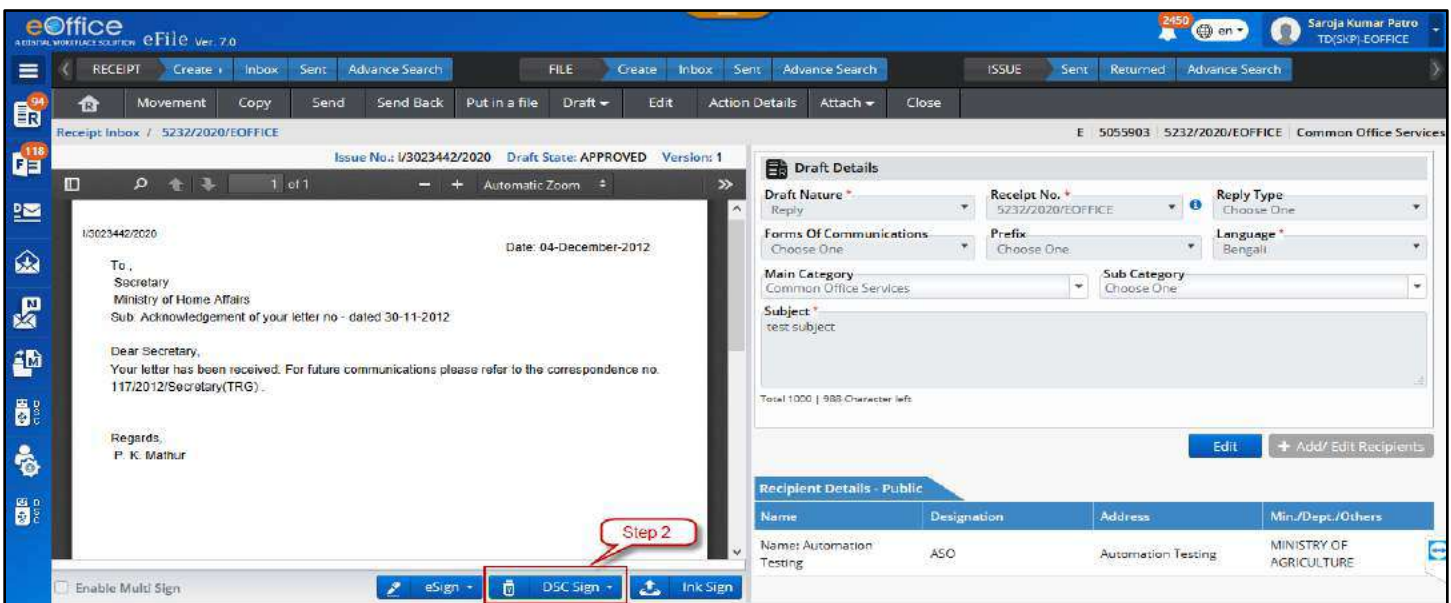 eOffice
A DIGITAL WORKPLACE SOLUTION eFile Ver. 7.0
2450 en Saroja Kumar Patro
TD(SKP)-EOFFICE
RECEIPT Create Inbox Sent Advance Search FILE Create Inbox Sent Advance Search ISSUE Sent Returned Advance Search
94 R Movement Copy Send Send Back Put in a file Draft Edit Action Details Attach Close
Receipt Inbox / 5232/2020/EOFFICE E 5055903 5232/2020/EOFFICE Common Office Services
118
Issue No.: I/3023442/2020 Draft State: APPROVED Version: 1
1 of 1 − + Automatic Zoom
I/3023442/2020
Date: 04-December-2012
To ,
Secretary
Ministry of Home Affairs
Sub: Acknowledgement of your letter no - dated 30-11-2012
Dear Secretary,
Your letter has been received. For future communications please refer to the correspondence no.
117/2012/Secretary(TRG) .
Regards,
P. K. Mathur
Step 2
Enable Multi Sign eSign DSC Sign Ink Sign
Draft Details
Draft Nature * Receipt No. * Reply Type
Reply 5232/2020/EOFFICE Choose One
Forms Of Communications Prefix Language *
Choose One Choose One Bengali
Main Category Sub Category
Common Office Services Choose One
Subject *
test subject
Total 1000 | 988 Character left
Edit + Add/ Edit Recipients
Recipient Details - Public
Name Designation Address Min./Dept./Others
Name: Automation Testing ASO Automation Testing MINISTRY OF AGRICULTURE
DSC
DSC